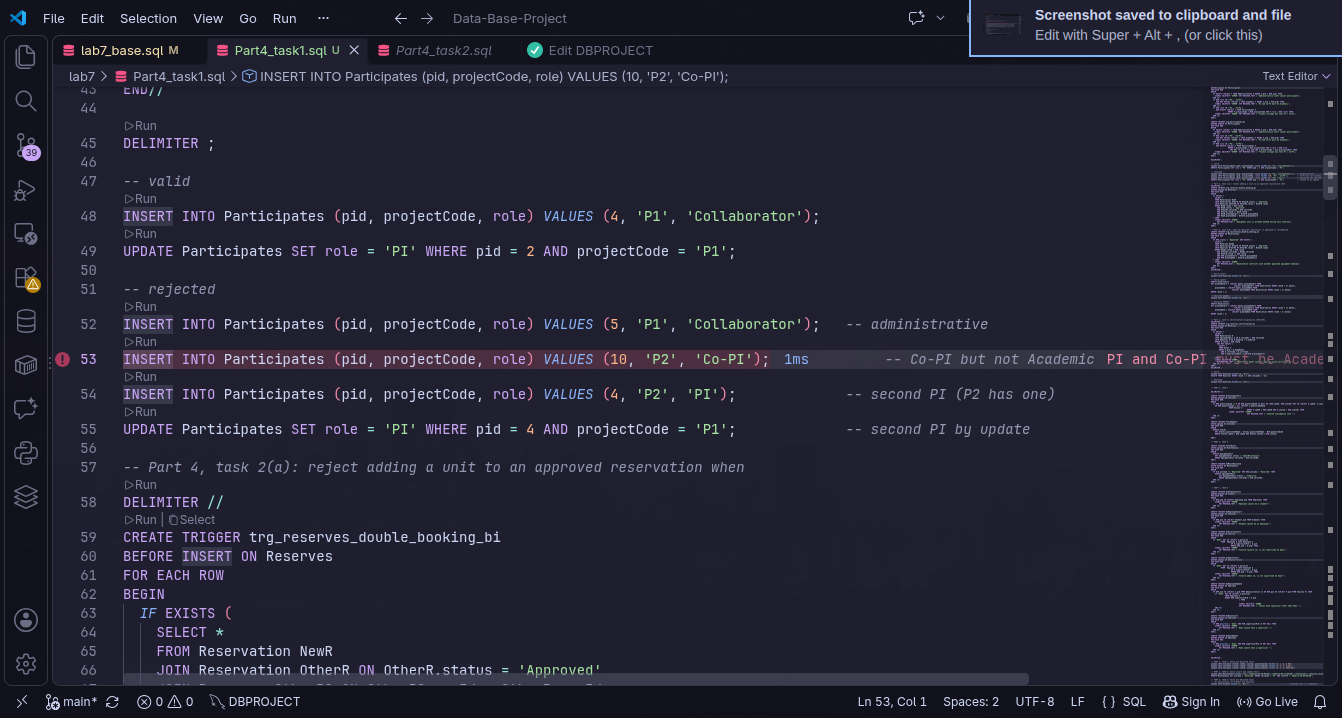 File Edit Selection View Go Run ··· Data-Base-Project
Screenshot saved to clipboard and file
Edit with Super + Alt + , (or click this)
lab7_base.sql M Part4_task1.sql U Part4_task2.sql Edit DBPROJECT
lab7 > Part4_task1.sql > INSERT INTO Participates (pid, projectCode, role) VALUES (10, 'P2', 'Co-PI'); Text Editor
43 END//
44
Run
45 DELIMITER ;
46
47 -- valid
Run
48 INSERT INTO Participates (pid, projectCode, role) VALUES (4, 'P1', 'Collaborator');
Run
49 UPDATE Participates SET role = 'PI' WHERE pid = 2 AND projectCode = 'P1';
50
51 -- rejected
Run
52 INSERT INTO Participates (pid, projectCode, role) VALUES (5, 'P1', 'Collaborator'); -- administrative
Run
53 INSERT INTO Participates (pid, projectCode, role) VALUES (10, 'P2', 'Co-PI'); 1ms -- Co-PI but not Academic PI and Co-PI must be Acade
Run
54 INSERT INTO Participates (pid, projectCode, role) VALUES (4, 'P2', 'PI'); -- second PI (P2 has one)
Run
55 UPDATE Participates SET role = 'PI' WHERE pid = 4 AND projectCode = 'P1'; -- second PI by update
56
57 -- Part 4, task 2(a): reject adding a unit to an approved reservation when
Run
58 DELIMITER //
Run | Select
59 CREATE TRIGGER trg_reserves_double_booking_bi
60 BEFORE INSERT ON Reserves
61 FOR EACH ROW
62 BEGIN
63 IF EXISTS (
64 SELECT *
65 FROM Reservation NewR
66 JOIN Reservation OtherR ON OtherR.status = 'Approved'
39
main* 0 0 DBPROJECT Ln 53, Col 1 Spaces: 2 UTF-8 LF { } SQL Sign In Go Live